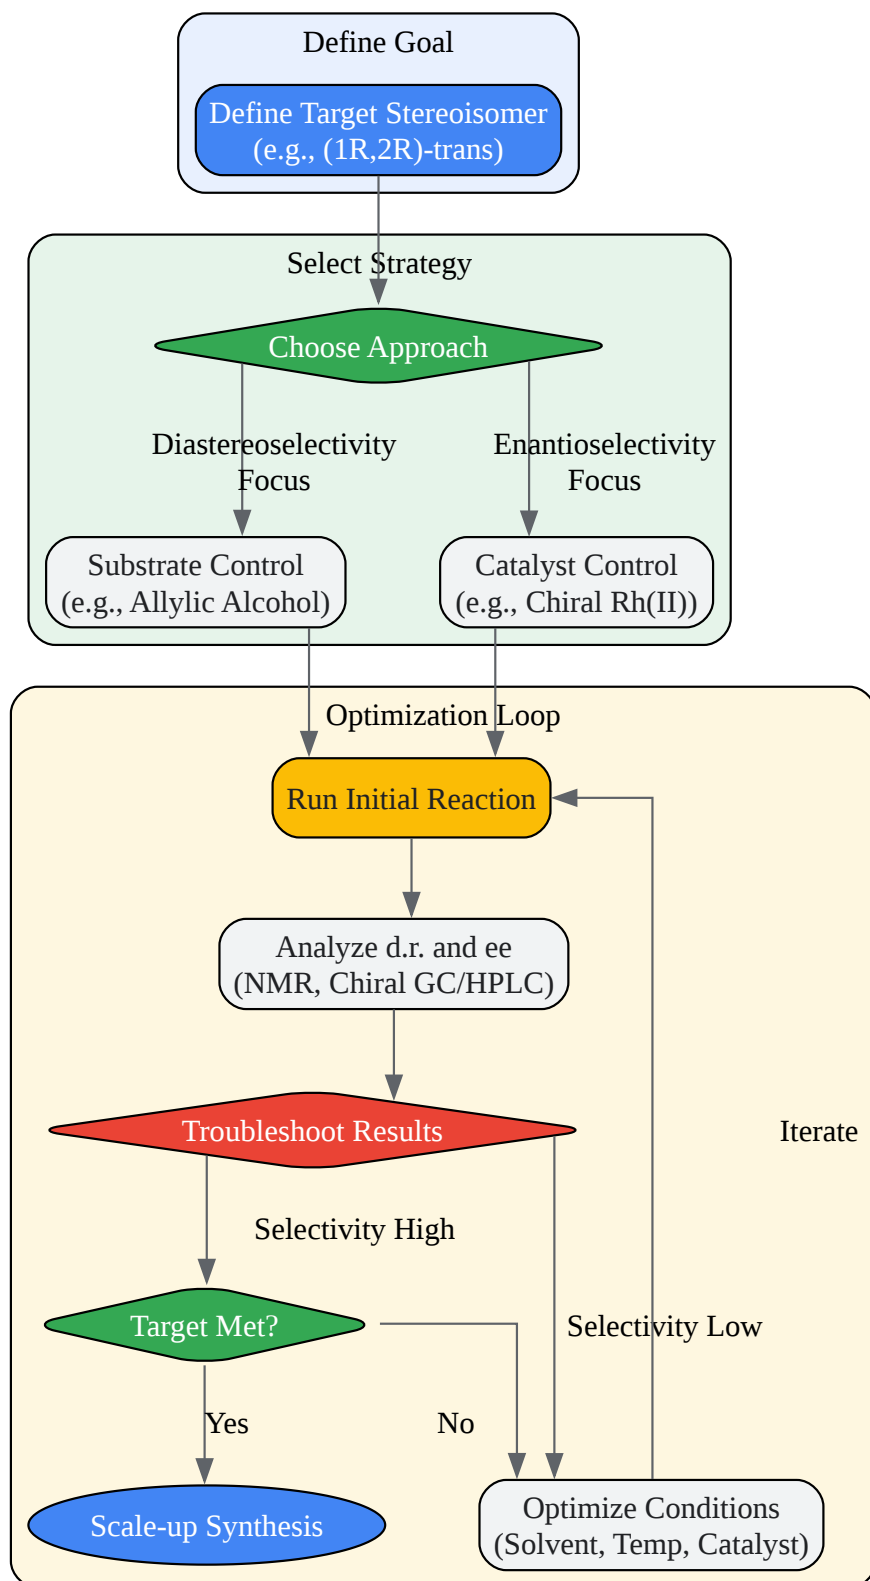 Define Goal
Define Target Stereoisomer
(e.g., (1R,2R)-trans)
Select Strategy
Choose Approach
Diastereoselectivity
Focus
Enantioselectivity
Focus
Substrate Control
(e.g., Allylic Alcohol)
Catalyst Control
(e.g., Chiral Rh(II))
Optimization Loop
Run Initial Reaction
Analyze d.r. and ee
(NMR, Chiral GC/HPLC)
Troubleshoot Results
Iterate
Selectivity High
Target Met?
Selectivity Low
Yes
No
Scale-up Synthesis
Optimize Conditions
(Solvent, Temp, Catalyst)